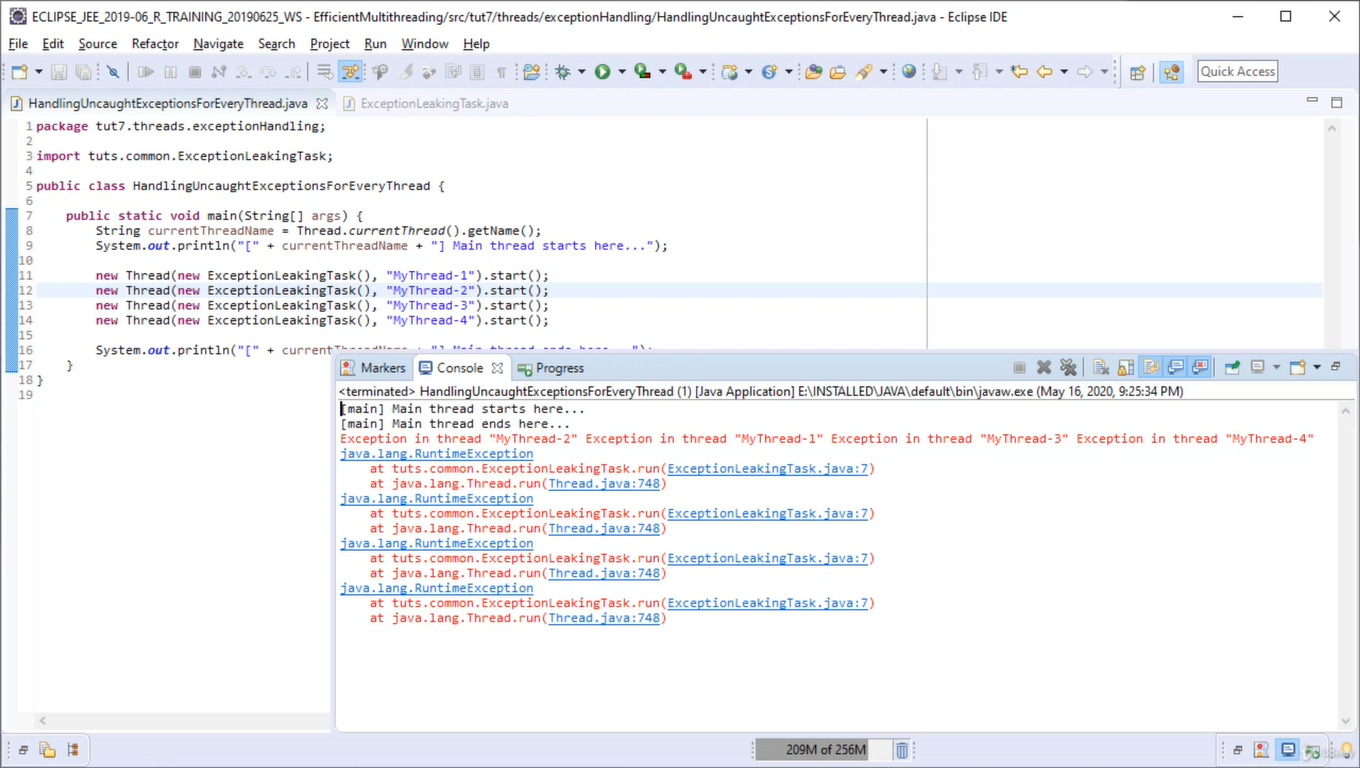 ECLIPSE_JEE_2019-06_R_TRAINING_20190625_WS - EfficientMultithreading/src/tut7/threads/exceptionHandling/HandlingUncaughtExceptionsForEveryThread.java - Eclipse IDE
File Edit Source Refactor Navigate Search Project Run Window Help
Quick Access
HandlingUncaughtExceptionsForEveryThread.java ExceptionLeakingTask.java
1 package tut7.threads.exceptionHandling;
2
3 import tuts.common.ExceptionLeakingTask;
4
5 public class HandlingUncaughtExceptionsForEveryThread {
6
7 public static void main(String[] args) {
8 String currentThreadName = Thread.currentThread().getName();
9 System.out.println("[" + currentThreadName + "] Main thread starts here...");
10
11 new Thread(new ExceptionLeakingTask(), "MyThread-1").start();
12 new Thread(new ExceptionLeakingTask(), "MyThread-2").start();
13 new Thread(new ExceptionLeakingTask(), "MyThread-3").start();
14 new Thread(new ExceptionLeakingTask(), "MyThread-4").start();
15
16 System.out.println("[" + currentThreadName + "] Main thread ends here...");
17 }
18 }
19
Markers Console Progress
<terminated> HandlingUncaughtExceptionsForEveryThread (1) [Java Application] E:\INSTALLED\JAVA\default\bin\javaw.exe (May 16, 2020, 9:25:34 PM)
[main] Main thread starts here...
[main] Main thread ends here...
Exception in thread "MyThread-2" Exception in thread "MyThread-1" Exception in thread "MyThread-3" Exception in thread "MyThread-4"
java.lang.RuntimeException
at tuts.common.ExceptionLeakingTask.run(ExceptionLeakingTask.java:7)
at java.lang.Thread.run(Thread.java:748)
java.lang.RuntimeException
at tuts.common.ExceptionLeakingTask.run(ExceptionLeakingTask.java:7)
at java.lang.Thread.run(Thread.java:748)
java.lang.RuntimeException
at tuts.common.ExceptionLeakingTask.run(ExceptionLeakingTask.java:7)
at java.lang.Thread.run(Thread.java:748)
java.lang.RuntimeException
at tuts.common.ExceptionLeakingTask.run(ExceptionLeakingTask.java:7)
at java.lang.Thread.run(Thread.java:748)
209M of 256M